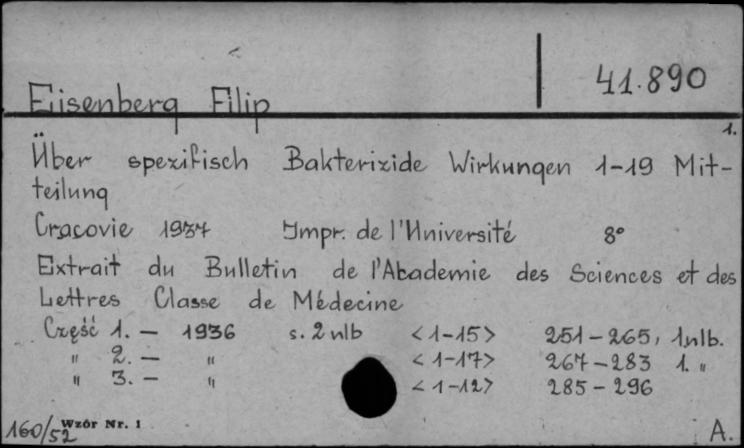 Eiisenberg Filip 41.890
1.
Über spezifisch Bakterizide Wirkungen 1-19 Mit-
teilung
Cracovie 1937 Impr. de l'Université 8°
Extrait du Bulletin de l'Akademie des Sciences et des
Lettres Classe de Médecine
Część 1. — 1936 s. 2 nlb <1-15> 251-265, 1nlb.
" 2. — " <1-17> 267-283 1. "
" 3. — " <1-12> 285-296
160/52 Wzór Nr. 1 A.